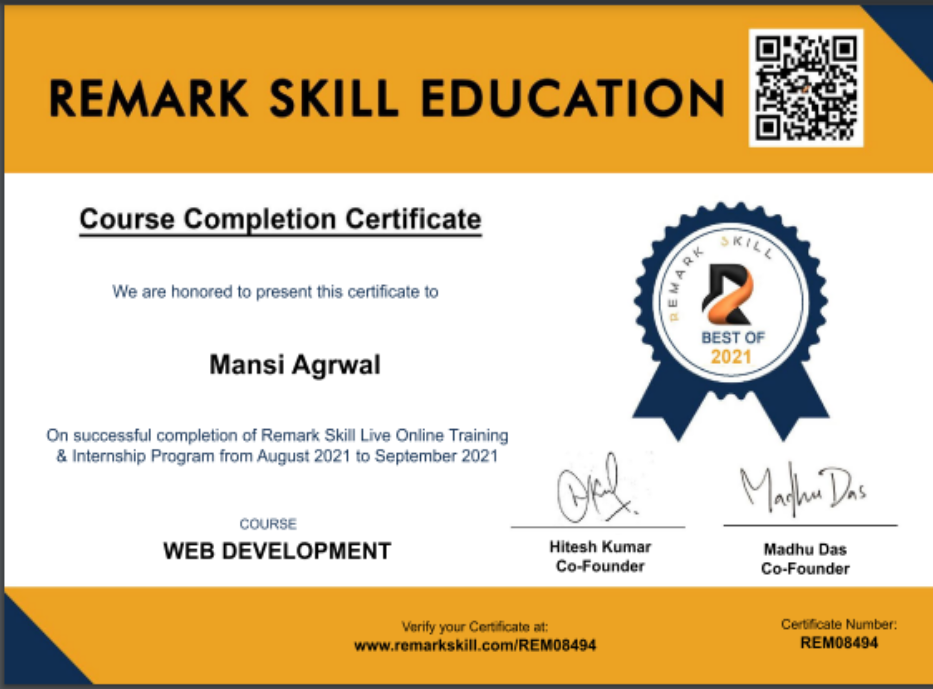 REMARK SKILL EDUCATION
Course Completion Certificate
We are honored to present this certificate to
Mansi Agrwal
On successful completion of Remark Skill Live Online Training
& Internship Program from August 2021 to September 2021
COURSE
WEB DEVELOPMENT
REMARK SKILL
BEST OF
2021
Madhu Das
Hitesh Kumar
Co-Founder
Madhu Das
Co-Founder
Verify your Certificate at:
www.remarkskill.com/REM08494
Certificate Number:
REM08494